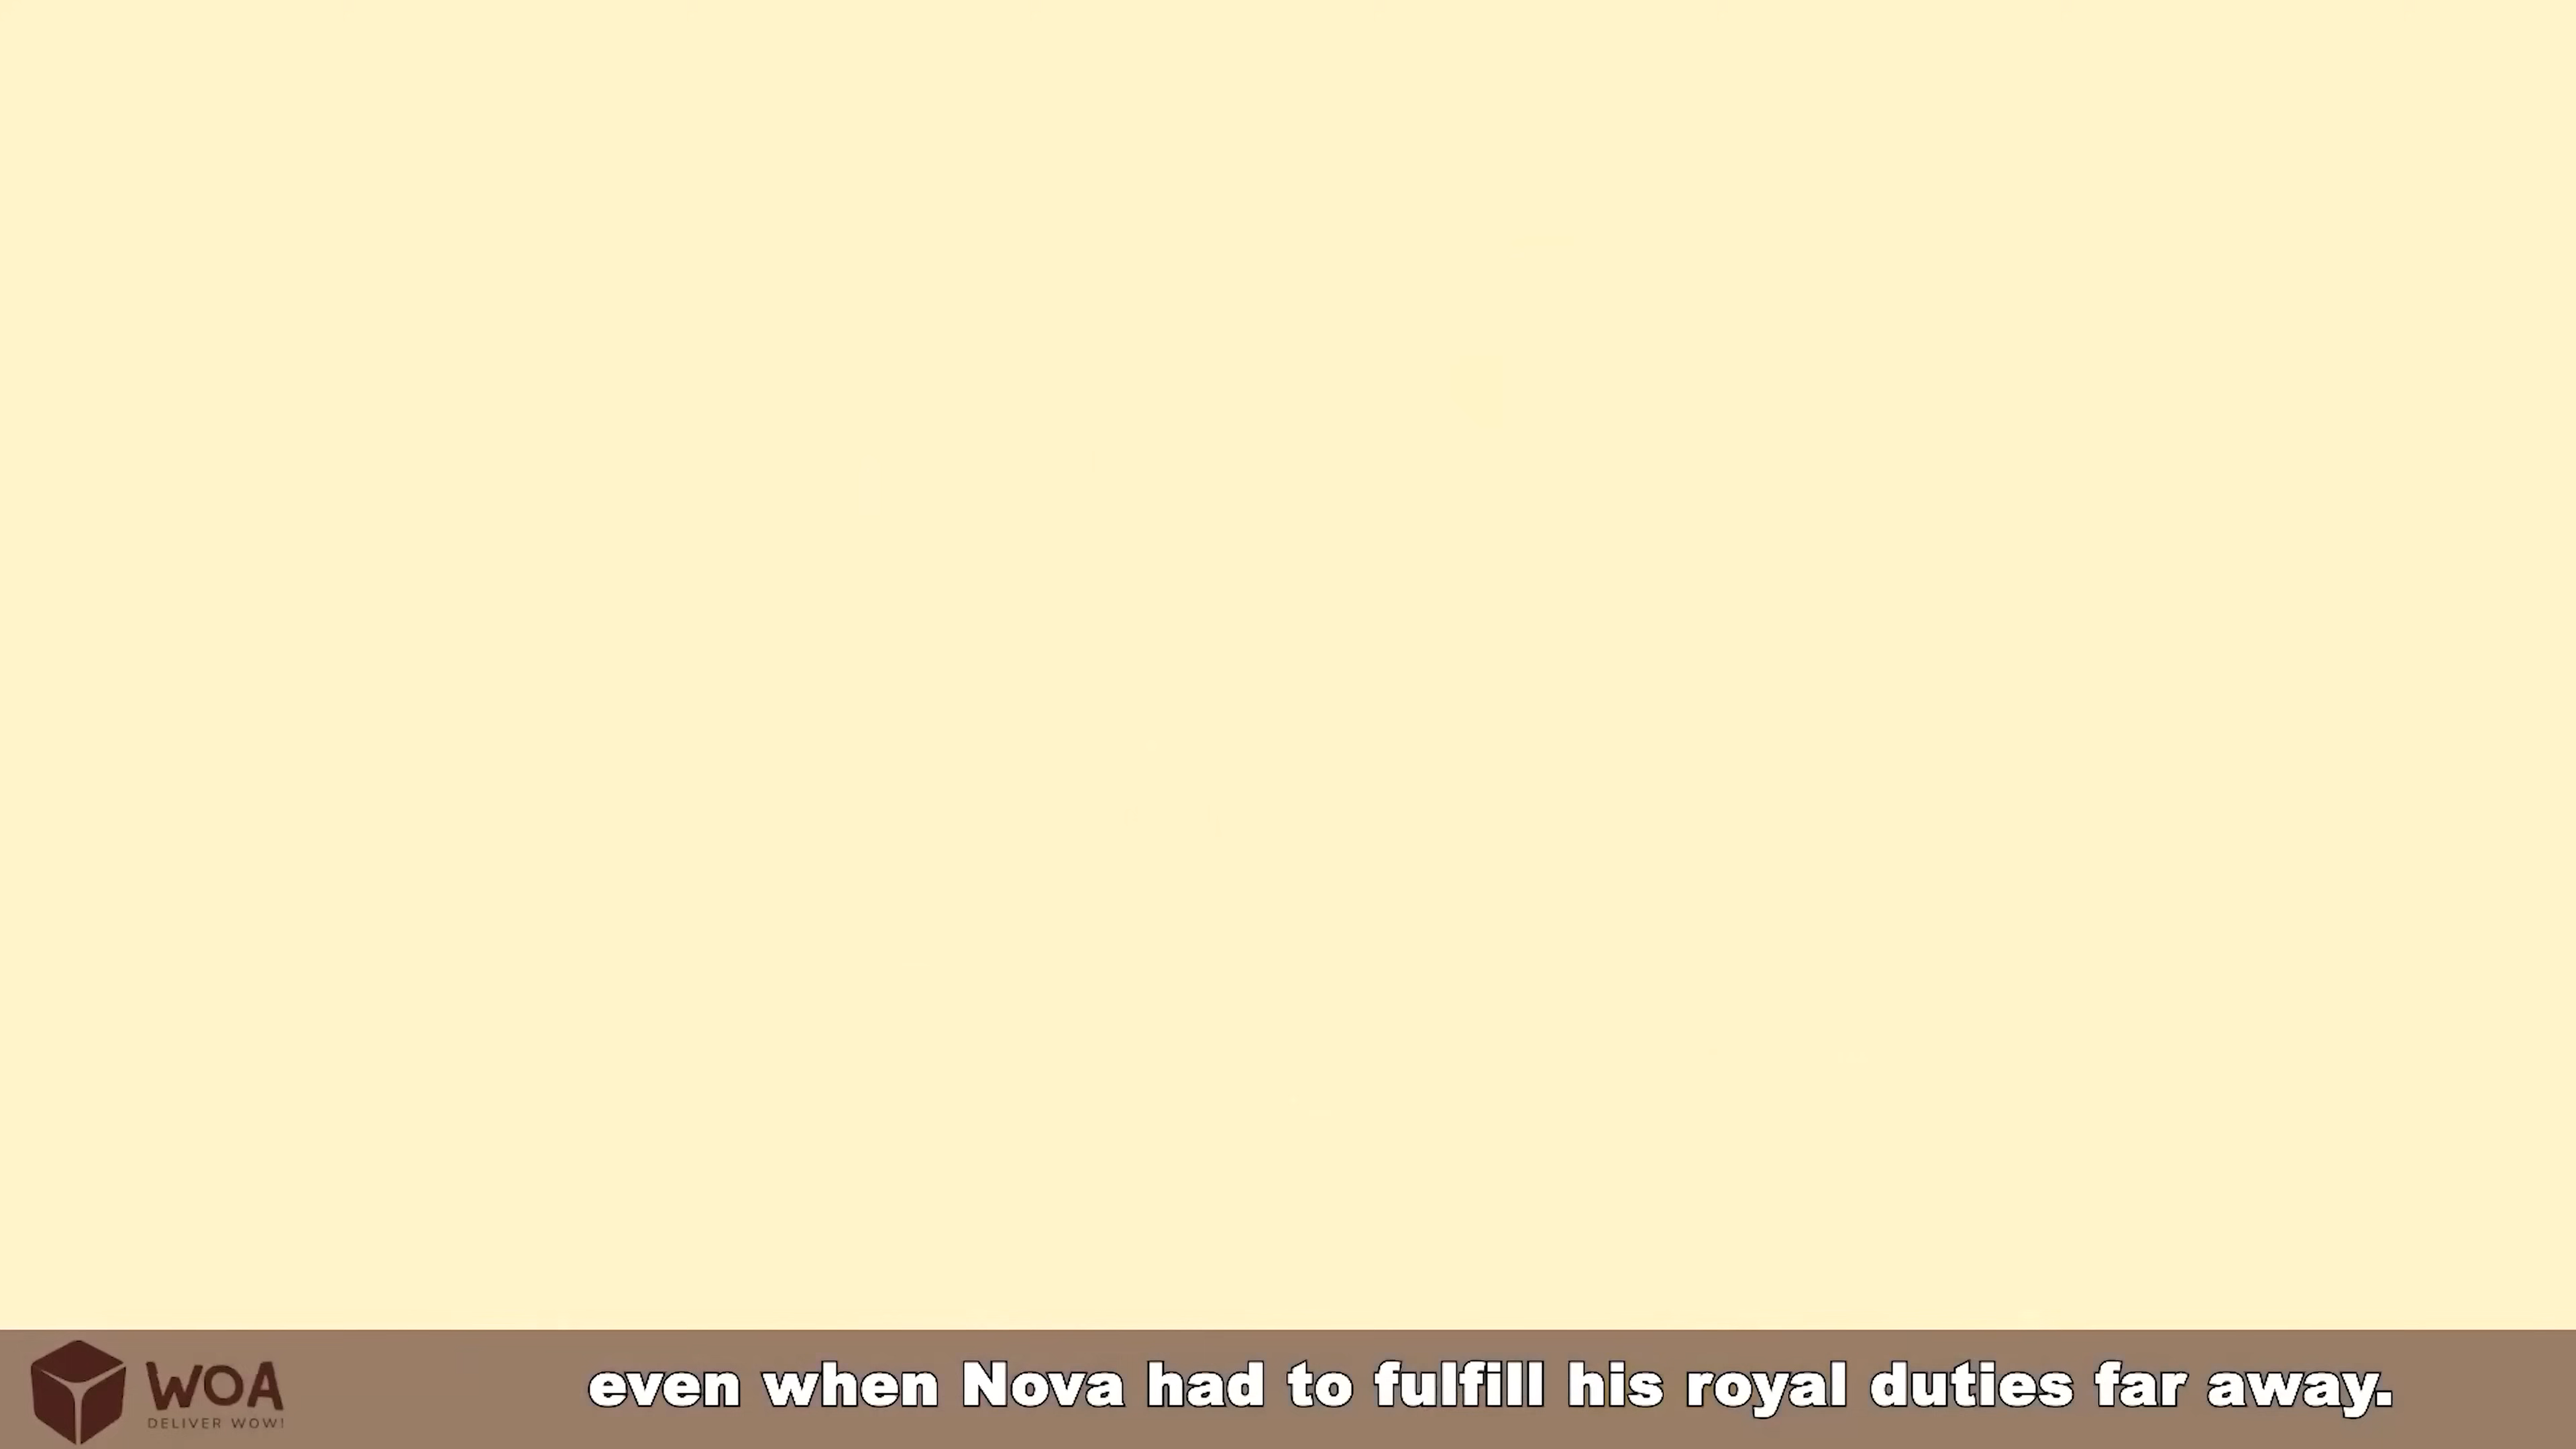 WOA
DELIVER WOW!
even when Nova had to fulfill his royal duties far away.